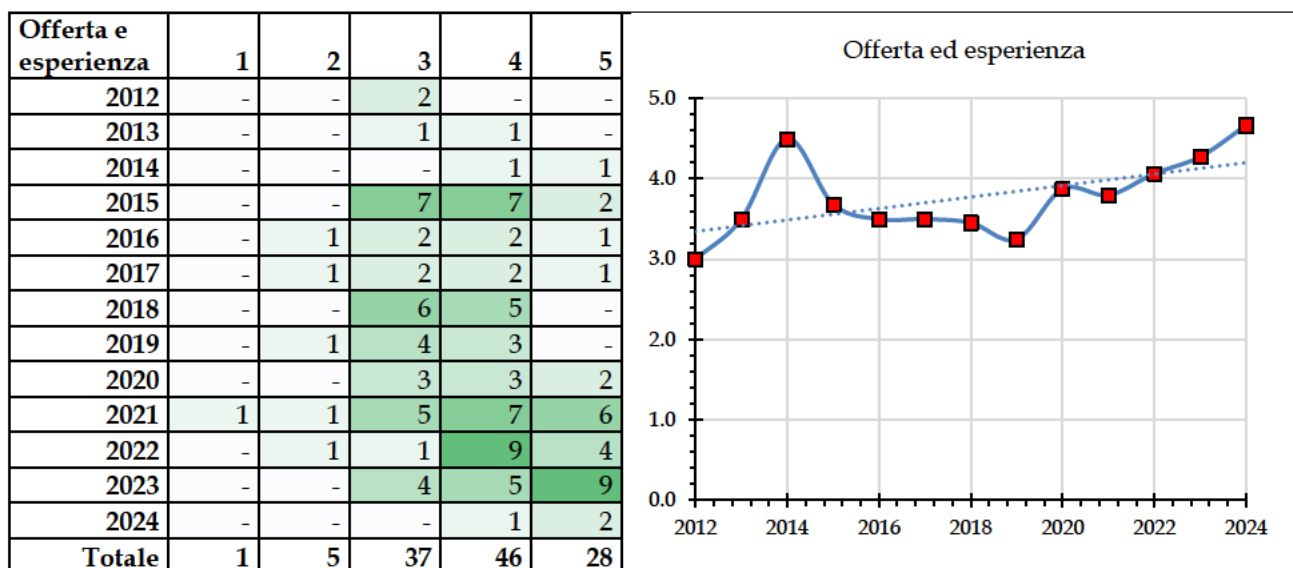 Offerta e
esperienza 1 2 3 4 5
2012 - - 2 - -
2013 - - 1 1 -
2014 - - - 1 1
2015 - - 7 7 2
2016 - 1 2 2 1
2017 - 1 2 2 1
2018 - - 6 5 -
2019 - 1 4 3 -
2020 - - 3 3 2
2021 1 1 5 7 6
2022 - 1 1 9 4
2023 - - 4 5 9
2024 - - - 1 2
Totale 1 5 37 46 28
Offerta ed esperienza
5.0
4.0
3.0
2.0
1.0
0.0
2012 2014 2016 2018 2020 2022 2024